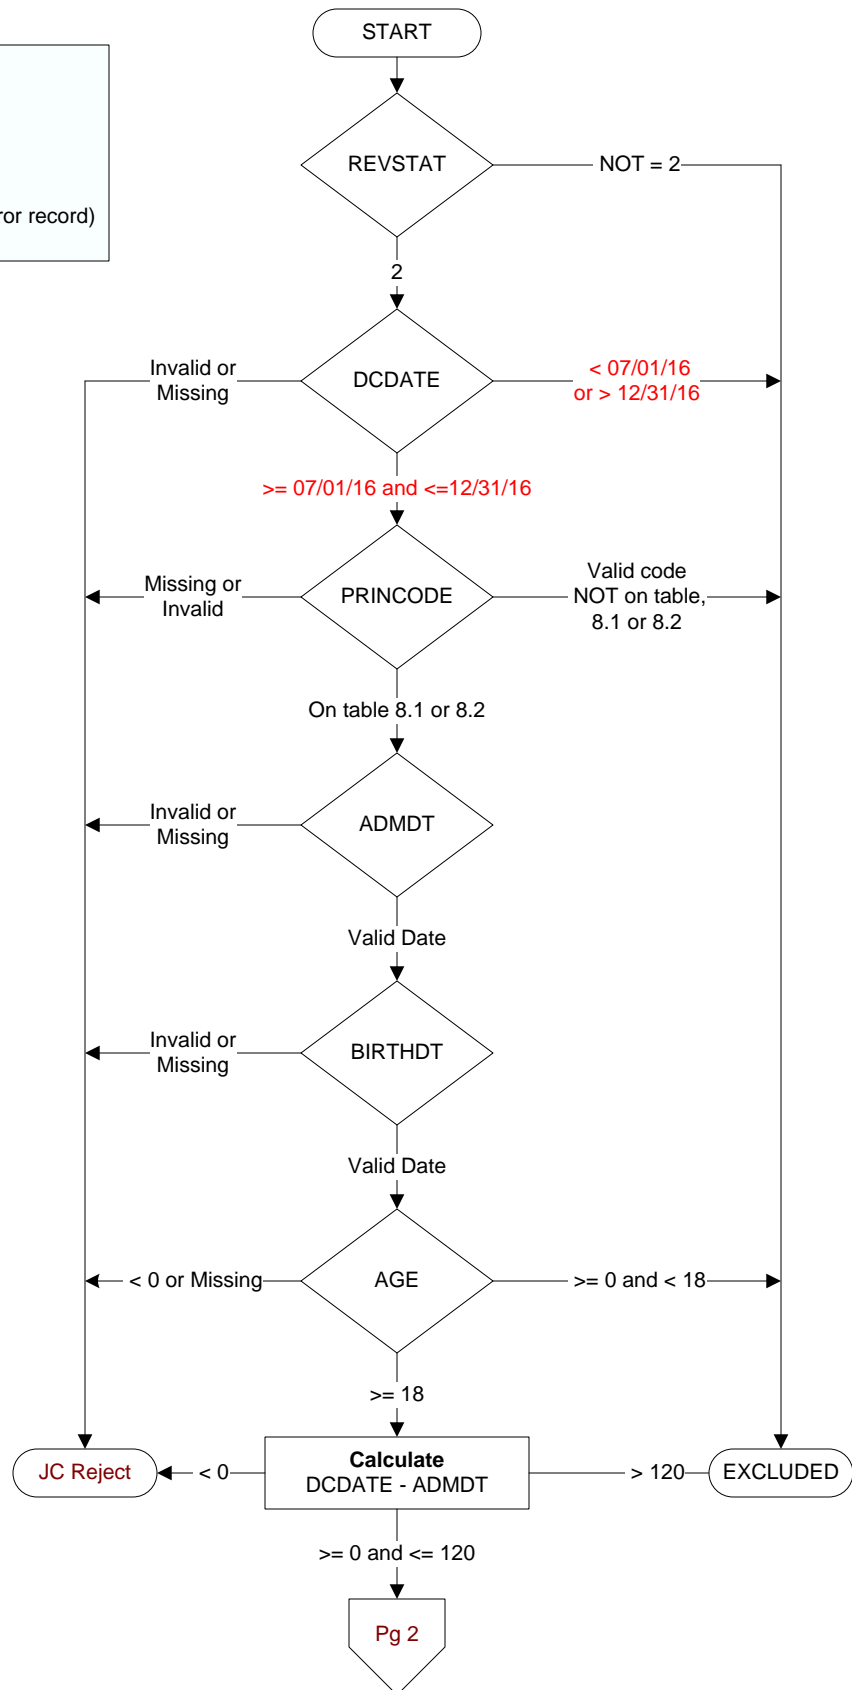 START
ror record)
REVSTAT
NOT = 2
2
Invalid or
Missing
DCDATE
< 07/01/16
or > 12/31/16
>= 07/01/16 and <=12/31/16
Missing or
Invalid
PRINCODE
Valid code
NOT on table,
8.1 or 8.2
On table 8.1 or 8.2
Invalid or
Missing
ADMDT
Valid Date
Invalid or
Missing
BIRTHDT
Valid Date
< 0 or Missing
AGE
>= 0 and < 18
>= 18
JC Reject
< 0
Calculate
DCDATE - ADMDT
> 120
EXCLUDED
>= 0 and <= 120
Pg 2